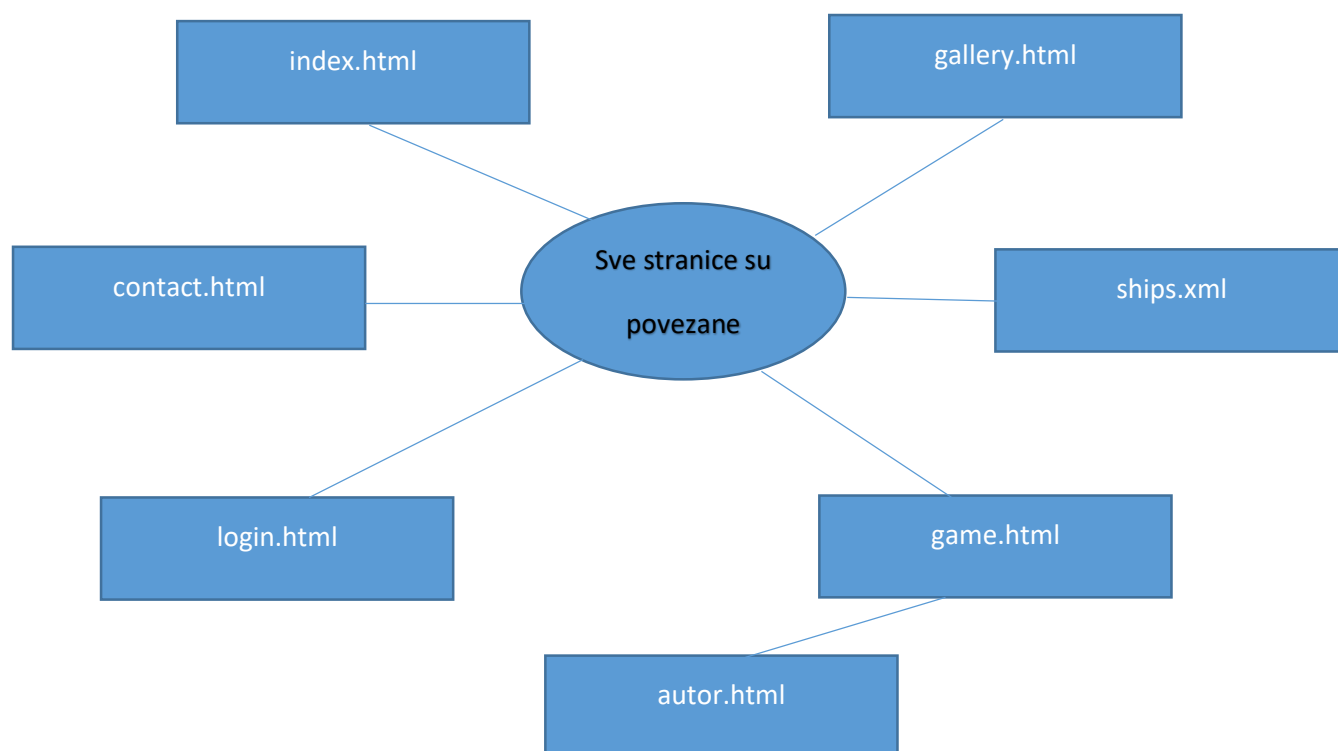 index.html
gallery.html
Sve stranice su
povezane
contact.html
ships.xml
login.html
game.html
autor.html